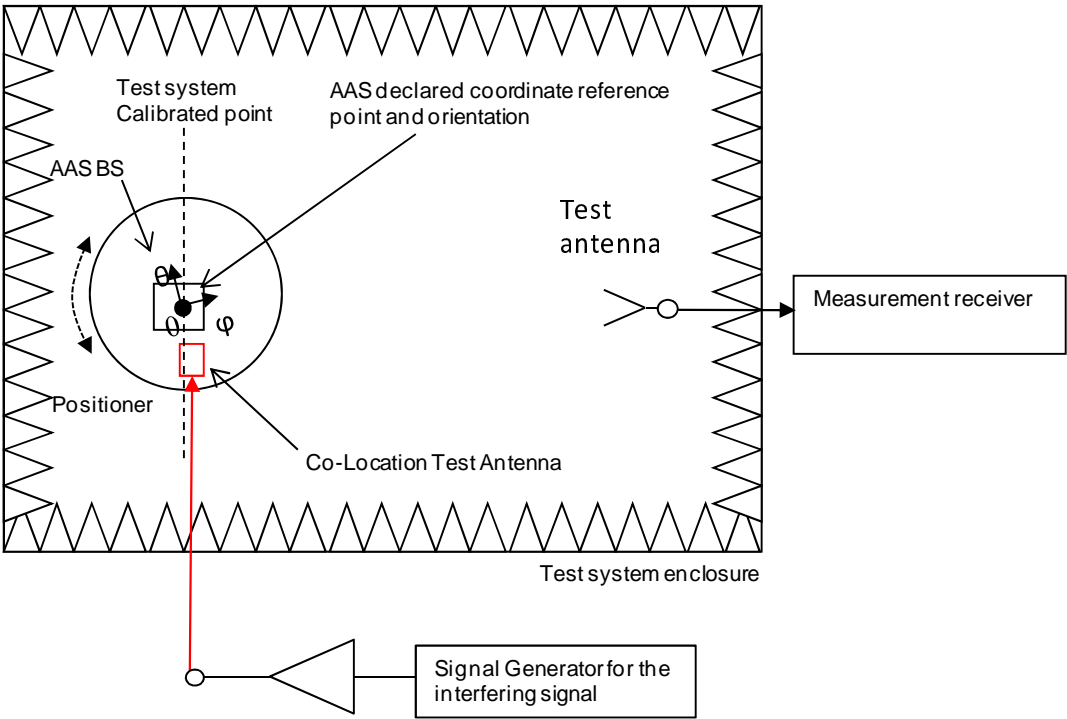 Test system
Calibrated point
AAS declared coordinate reference
point and orientation
AAS BS
Test
antenna
θ
θ
φ
Measurement receiver
Positioner
Co-Location Test Antenna
Test system enclosure
Signal Generator for the
interfering signal